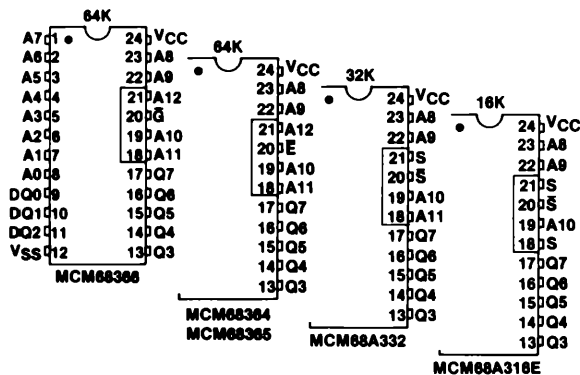 64K
A7 1 24 VCC
A6 2 23 A8
A5 3 22 A9
A4 4 21 A12
A3 5 20 G̅
A2 6 19 A10
A1 7 18 A11
A0 8 17 Q7
DQ0 9 16 Q6
DQ1 10 15 Q5
DQ2 11 14 Q4
VSS 12 13 Q3
MCM68366
64K
24 VCC
23 A8
22 A9
21 A12
20 E̅
19 A10
18 A11
17 Q7
16 Q6
15 Q5
14 Q4
13 Q3
MCM68364
MCM68365
32K
24 VCC
23 A8
22 A9
21 S
20 S̅
19 A10
18 A11
17 Q7
16 Q6
15 Q5
14 Q4
13 Q3
MCM68A332
16K
24 VCC
23 A8
22 A9
21 S
20 S̅
19 A10
18 S
17 Q7
16 Q6
15 Q5
14 Q4
13 Q3
MCM68A316E